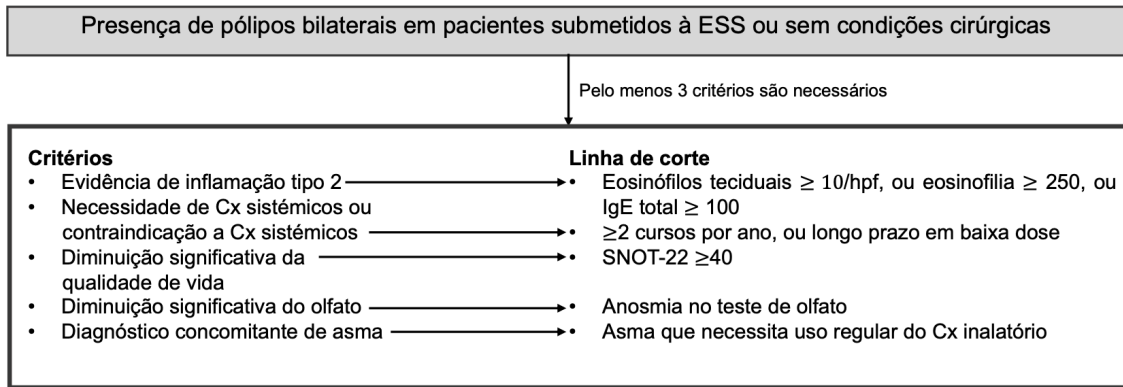 Presença de pólipos bilaterais em pacientes submetidos à ESS ou sem condições cirúrgicas
Pelo menos 3 critérios são necessários
Critérios
• Evidência de inflamação tipo 2
• Necessidade de Cx sistémicos ou
contraindicação a Cx sistémicos
• Diminuição significativa da
qualidade de vida
• Diminuição significativa do olfato
• Diagnóstico concomitante de asma
Linha de corte
• Eosinófilos teciduais ≥ 10/hpf, ou eosinofilia ≥ 250, ou
IgE total ≥ 100
• ≥2 cursos por ano, ou longo prazo em baixa dose
• SNOT-22 ≥40
• Anosmia no teste de olfato
• Asma que necessita uso regular do Cx inalatório